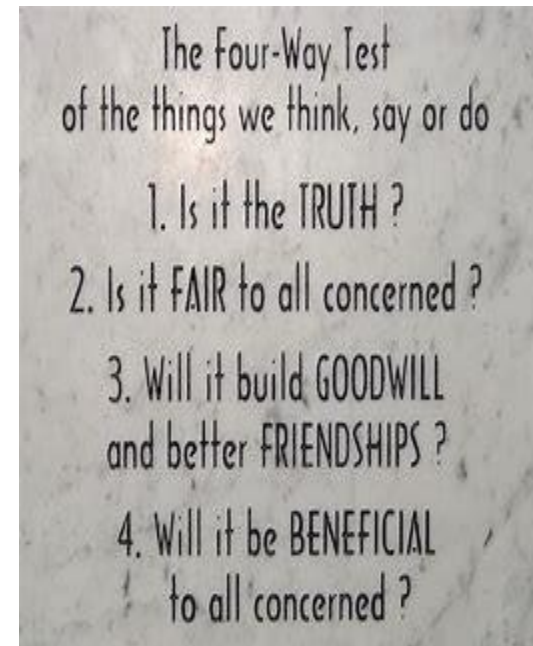 The Four-Way Test
of the things we think, say or do
1. Is it the TRUTH ?
2. Is it FAIR to all concerned ?
3. Will it build GOODWILL
and better FRIENDSHIPS ?
4. Will it be BENEFICIAL
to all concerned ?